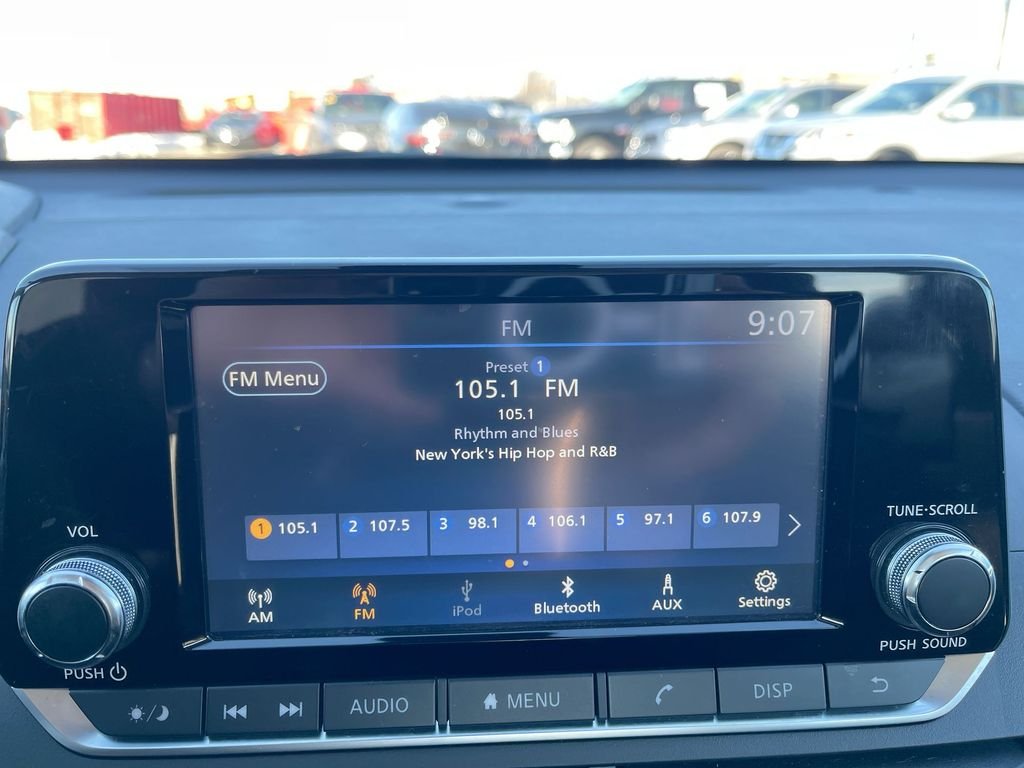 FM
9:07
FM Menu
Preset 1
105.1 FM
105.1
Rhythm and Blues
New York's Hip Hop and R&B
1 105.1
2 107.5
3 98.1
4 106.1
5 97.1
6 107.9
AM
FM
iPod
Bluetooth
AUX
Settings
VOL
PUSH
TUNE·SCROLL
PUSH SOUND
AUDIO
MENU
DISP